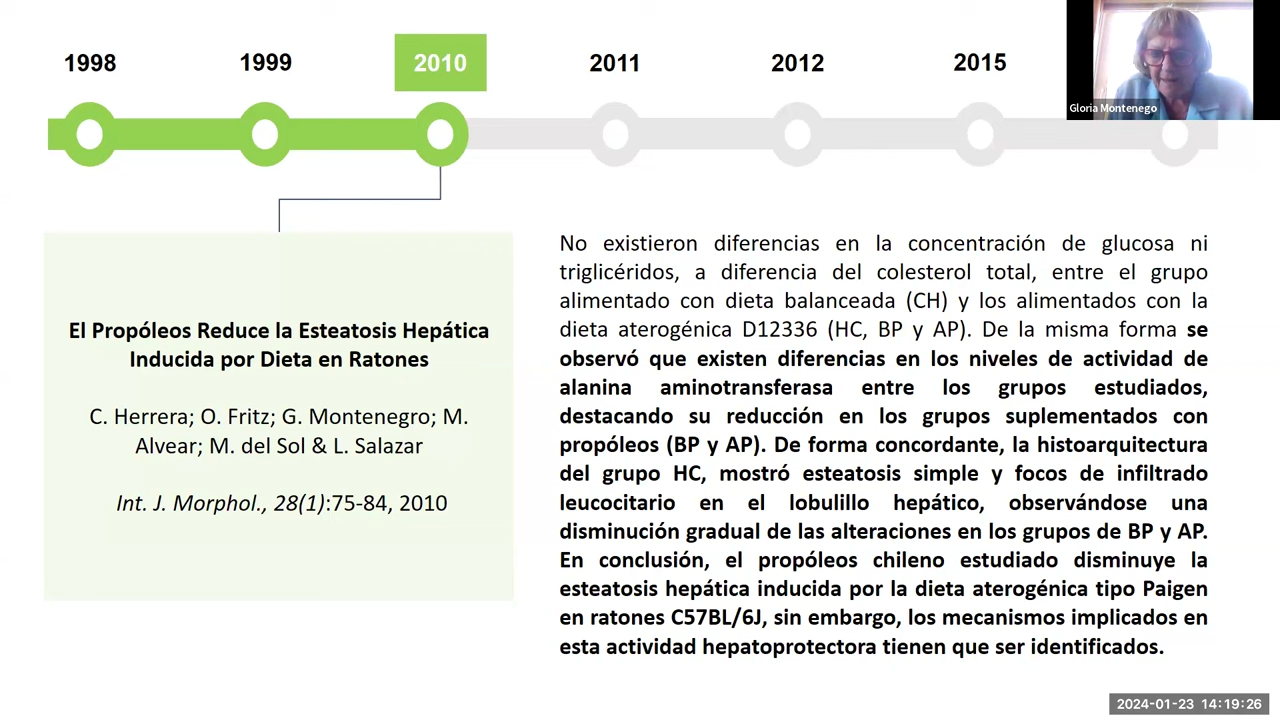 1998
1999
2010
2011
2012
2015
Gloria Montenego
El Propóleos Reduce la Esteatosis Hepática
Inducida por Dieta en Ratones
C. Herrera; O. Fritz; G. Montenegro; M.
Alvear; M. del Sol & L. Salazar
Int. J. Morphol., 28(1):75-84, 2010
No existieron diferencias en la concentración de glucosa ni
triglicéridos, a diferencia del colesterol total, entre el grupo
alimentado con dieta balanceada (CH) y los alimentados con la
dieta aterogénica D12336 (HC, BP y AP). De la misma forma se
observó que existen diferencias en los niveles de actividad de
alanina aminotransferasa entre los grupos estudiados,
destacando su reducción en los grupos suplementados con
propóleos (BP y AP). De forma concordante, la histoarquitectura
del grupo HC, mostró esteatosis simple y focos de infiltrado
leucocitario en el lobulillo hepático, observándose una
disminución gradual de las alteraciones en los grupos de BP y AP.
En conclusión, el propóleos chileno estudiado disminuye la
esteatosis hepática inducida por la dieta aterogénica tipo Paigen
en ratones C57BL/6J, sin embargo, los mecanismos implicados en
esta actividad hepatoprotectora tienen que ser identificados.
2024-01-23 14:19:26